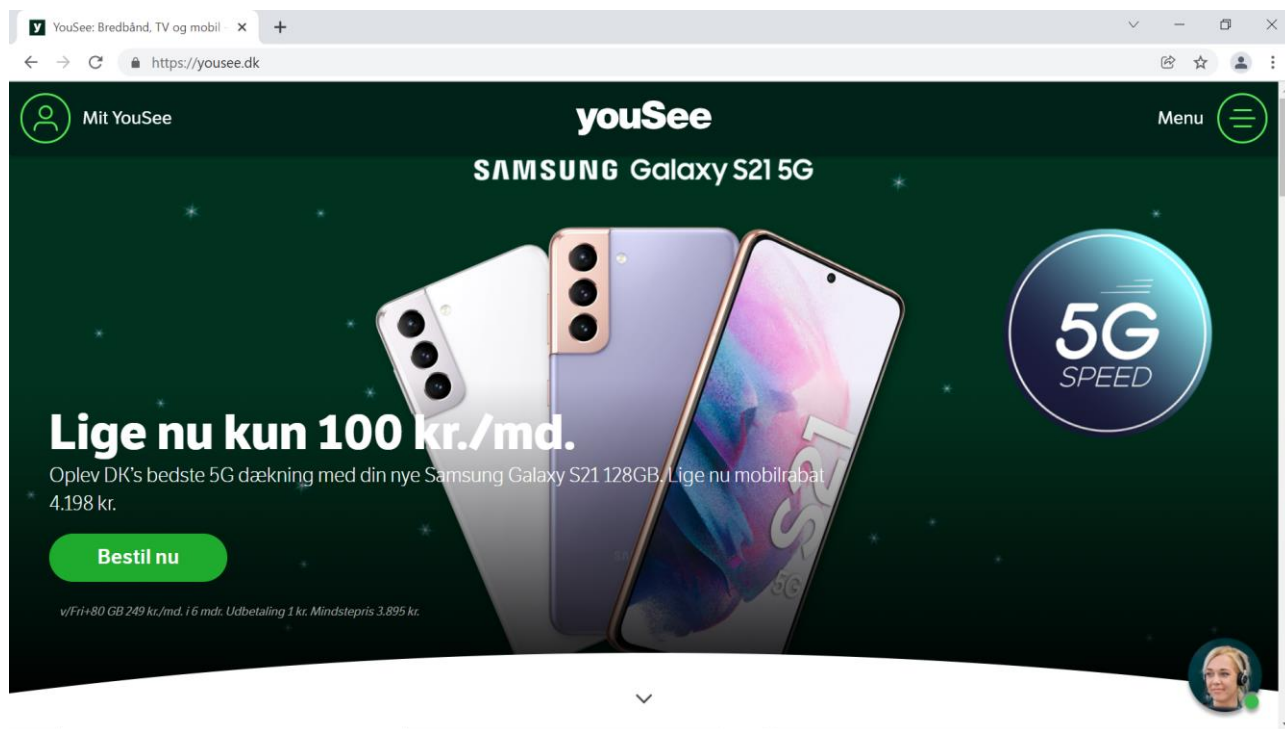 YouSee: Bredbånd, TV og mobil -
https://yousee.dk
Mit YouSee
youSee
Menu
SAMSUNG Galaxy S21 5G
5G
SPEED
Lige nu kun 100 kr./md.
Oplev DK's bedste 5G dækning med din nye Samsung Galaxy S21 128GB. Lige nu mobilrabat
4.198 kr.
S21
5G
Bestil nu
v/Fri+80 GB 249 kr./md. i 6 mdr. Udbetaling 1 kr. Mindstepris 3.895 kr.